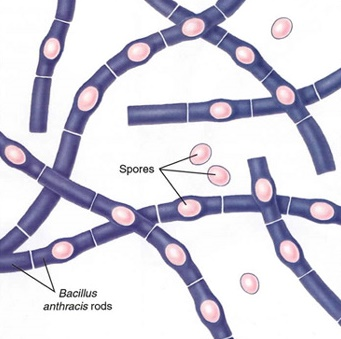 Spores
Bacillus
anthracis rods